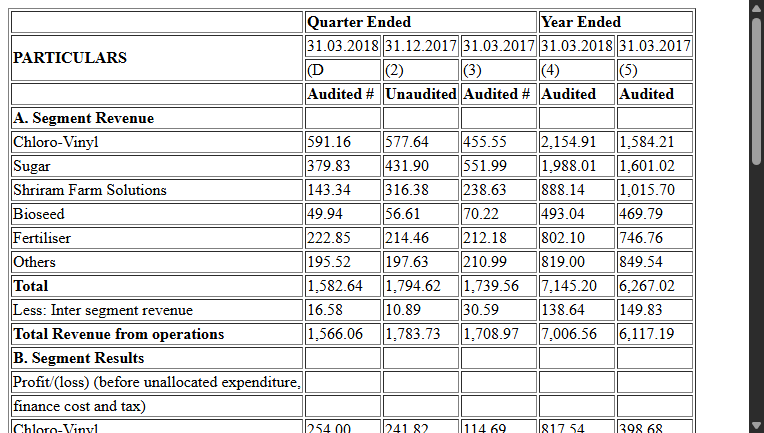 Quarter Ended Year Ended
PARTICULARS 31.03.2018 31.12.2017 31.03.2017 31.03.2018 31.03.2017
(D (2) (3) (4) (5)
Audited # Unaudited Audited # Audited Audited
A. Segment Revenue
Chloro-Vinyl 591.16 577.64 455.55 2,154.91 1,584.21
Sugar 379.83 431.90 551.99 1,988.01 1,601.02
Shriram Farm Solutions 143.34 316.38 238.63 888.14 1,015.70
Bioseed 49.94 56.61 70.22 493.04 469.79
Fertiliser 222.85 214.46 212.18 802.10 746.76
Others 195.52 197.63 210.99 819.00 849.54
Total 1,582.64 1,794.62 1,739.56 7,145.20 6,267.02
Less: Inter segment revenue 16.58 10.89 30.59 138.64 149.83
Total Revenue from operations 1,566.06 1,783.73 1,708.97 7,006.56 6,117.19
B. Segment Results
Profit/(loss) (before unallocated expenditure,
finance cost and tax)
Chloro-Vinyl 254.00 241.82 114.69 817.54 398.68